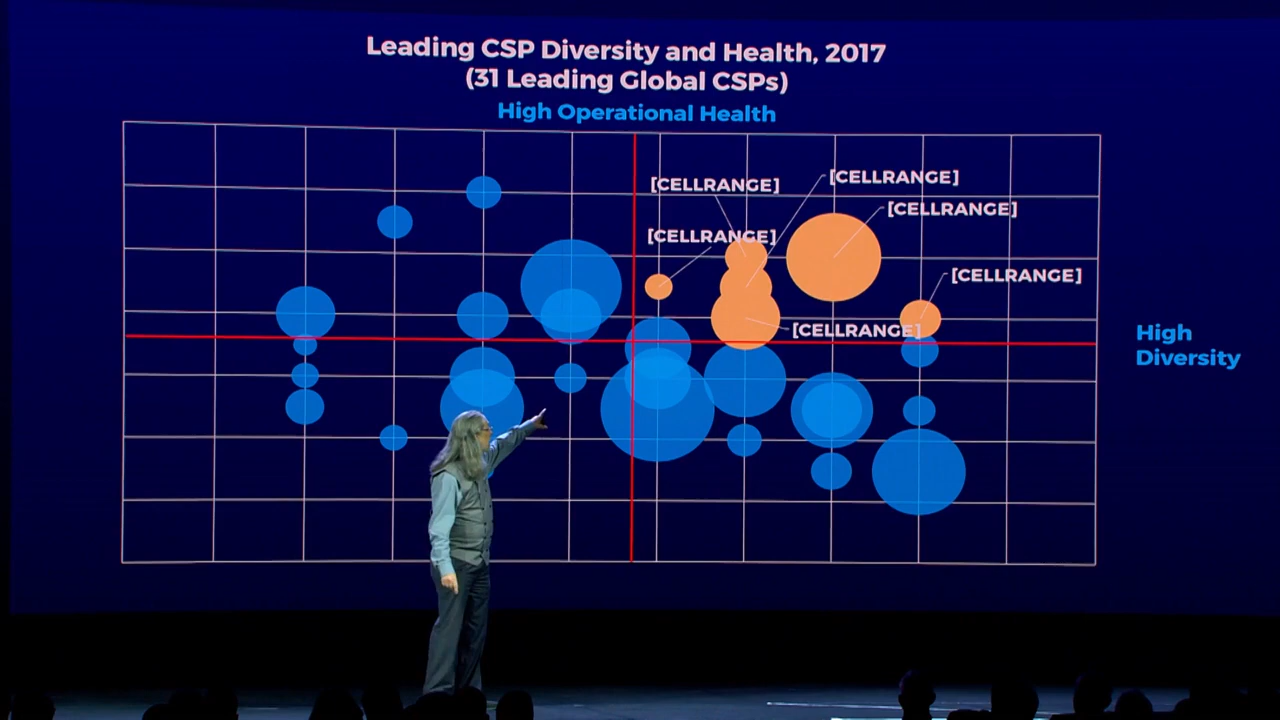 Leading CSP Diversity and Health, 2017
(31 Leading Global CSPs)
High Operational Health
[CELLRANGE]
[CELLRANGE]
[CELLRANGE]
[CELLRANGE]
[CELLRANGE]
[CELLRANGE]
High
Diversity